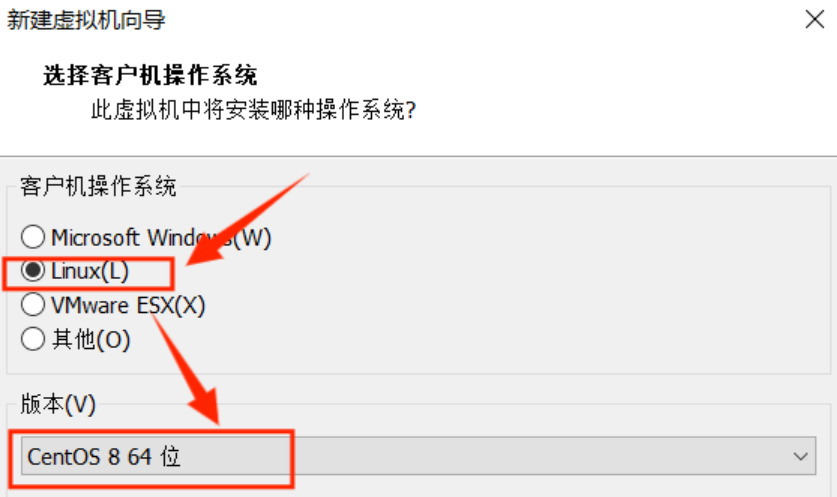 新建虚拟机向导
选择客户机操作系统
此虚拟机中将安装哪种操作系统?
客户机操作系统
Microsoft Windows(W)
Linux(L)
VMware ESX(X)
其他(O)
版本(V)
CentOS 8 64 位